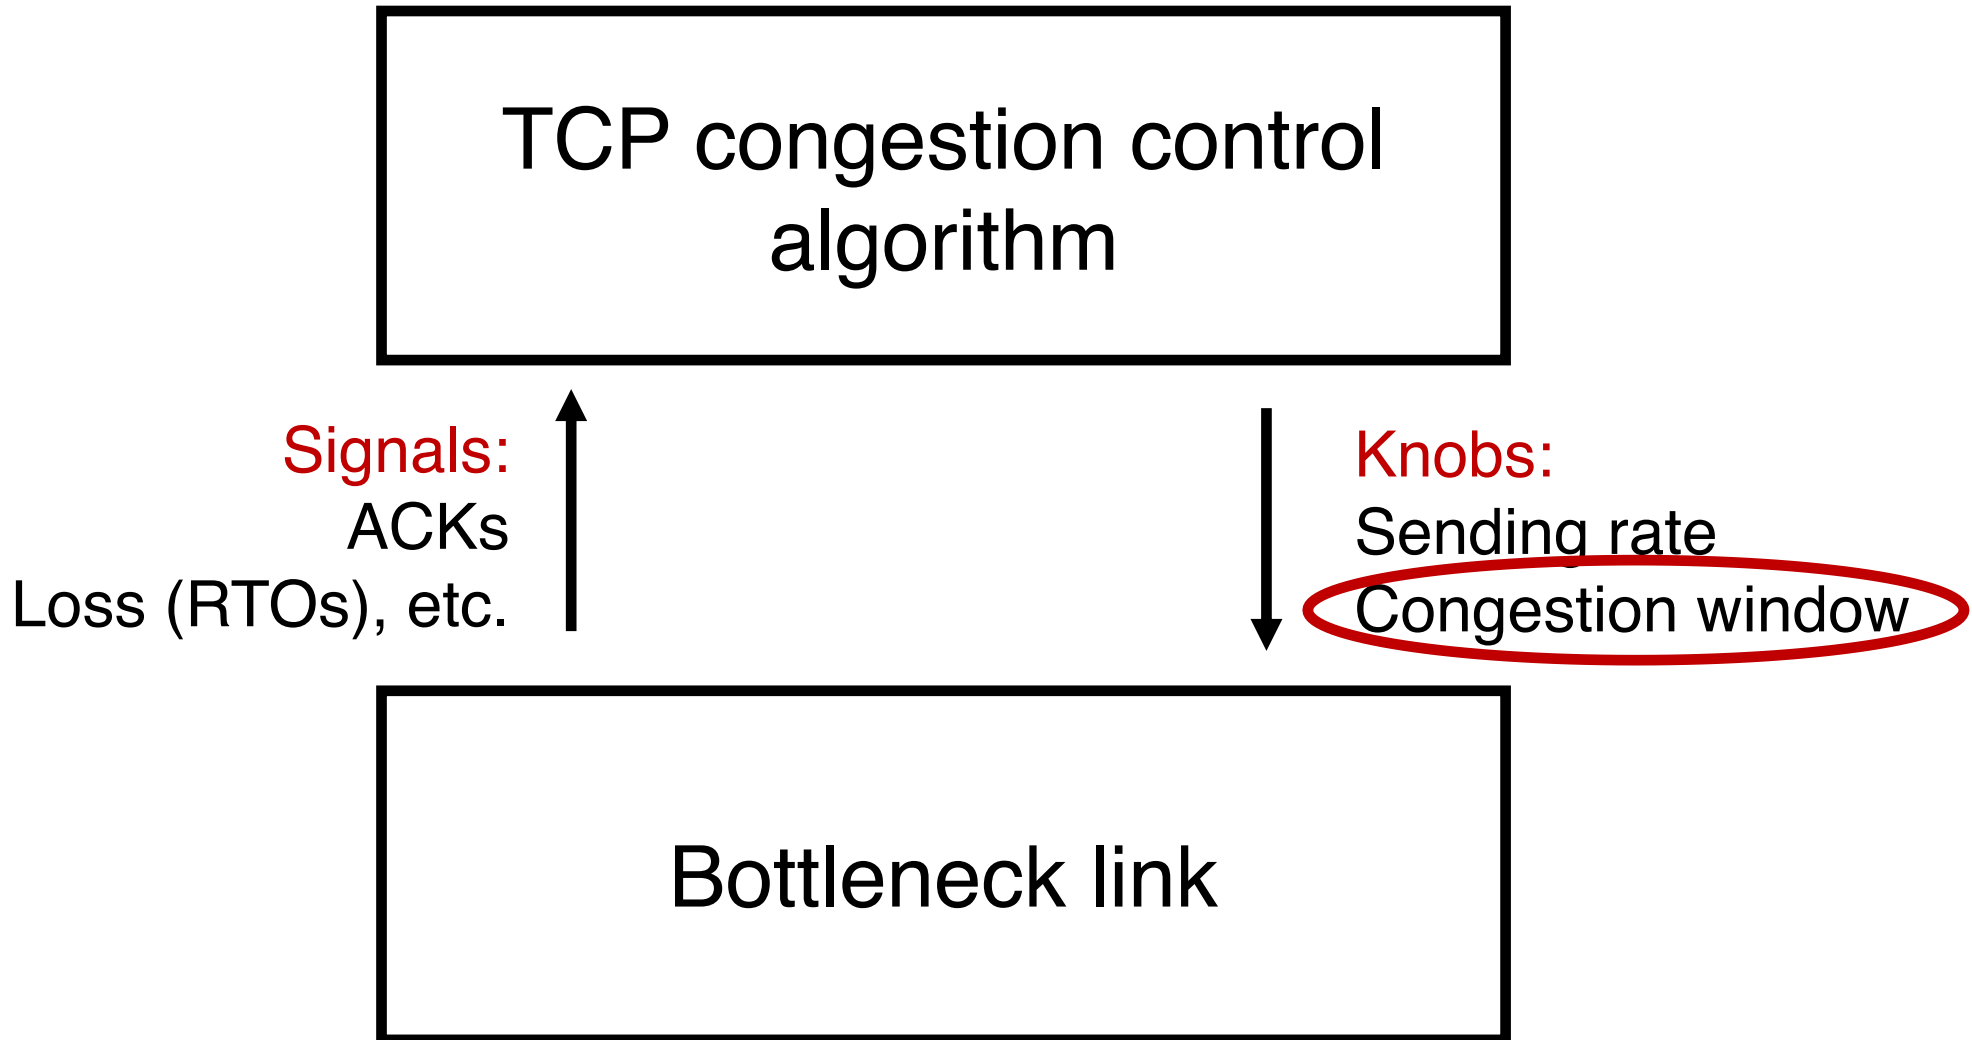 TCP congestion control
algorithm
Signals:
ACKs
Loss (RTOs), etc.
Knobs:
Sending rate
Congestion window
Bottleneck link